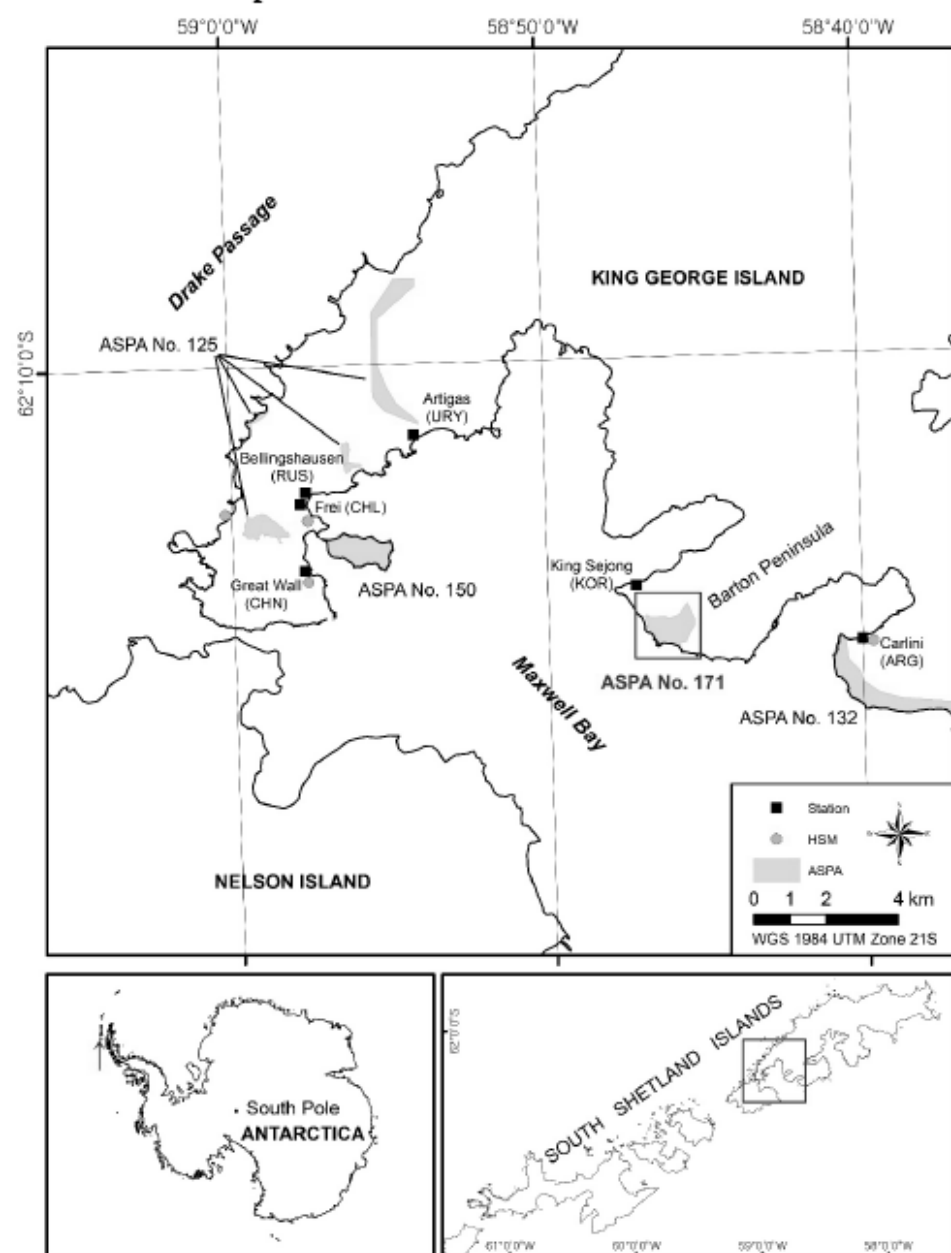 59°0'0"W 58°50'0"W 58°40'0"W
Drake Passage
KING GEORGE ISLAND
ASPA No. 125
62°10'0"S
Artigas
(URY)
Bellingshausen
(RUS)
Frei (CHL)
Great Wall
(CHN)
ASPA No. 150
King Sejong
(KOR)
Barton Peninsula
ASPA No. 171
Carlini
(ARG)
ASPA No. 132
Maxwell Bay
NELSON ISLAND
Station
HSM
ASPA
0 1 2 4 km
WGS 1984 UTM Zone 21S
South Pole
ANTARCTICA
62°0'0"S
SOUTH SHETLAND ISLANDS
61°0'0"W 60°0'0"W 59°0'0"W 58°0'0"W